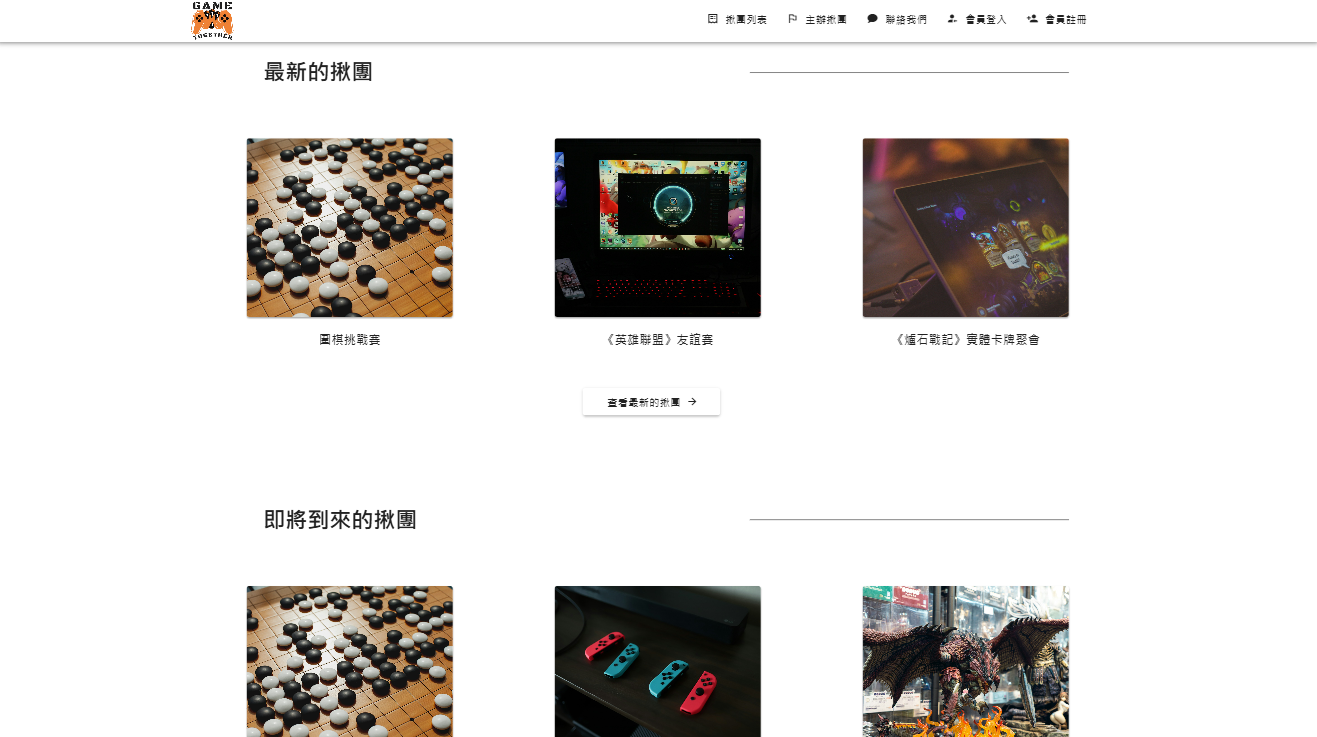 GAME
TOGETHER
揪團列表
主辦揪團
聯絡我們
會員登入
會員註冊
最新的揪團
圍棋挑戰賽
《英雄聯盟》友誼賽
《爐石戰記》實體卡牌聚會
查看最新的揪團 →
即將到來的揪團